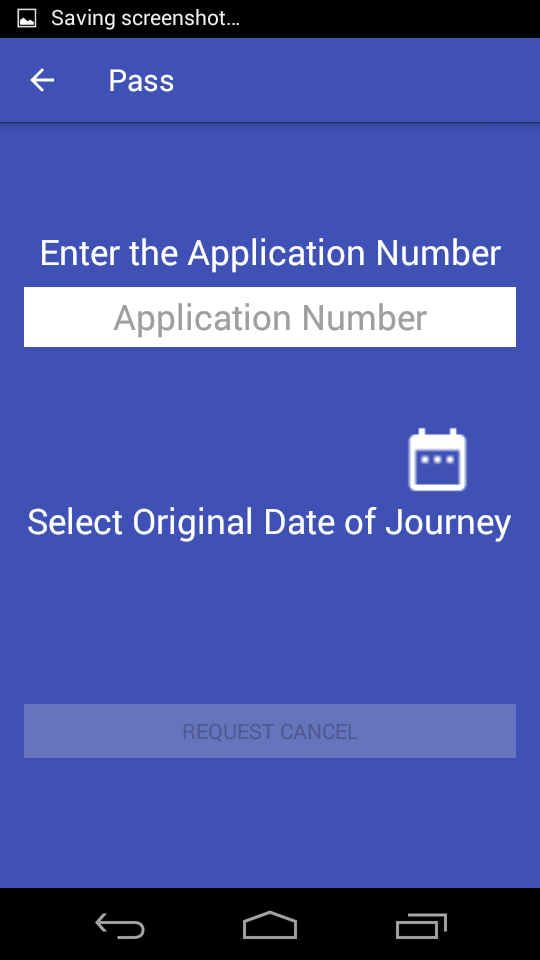 Saving screenshot...
Pass
Enter the Application Number
Application Number
Select Original Date of Journey
REQUEST CANCEL